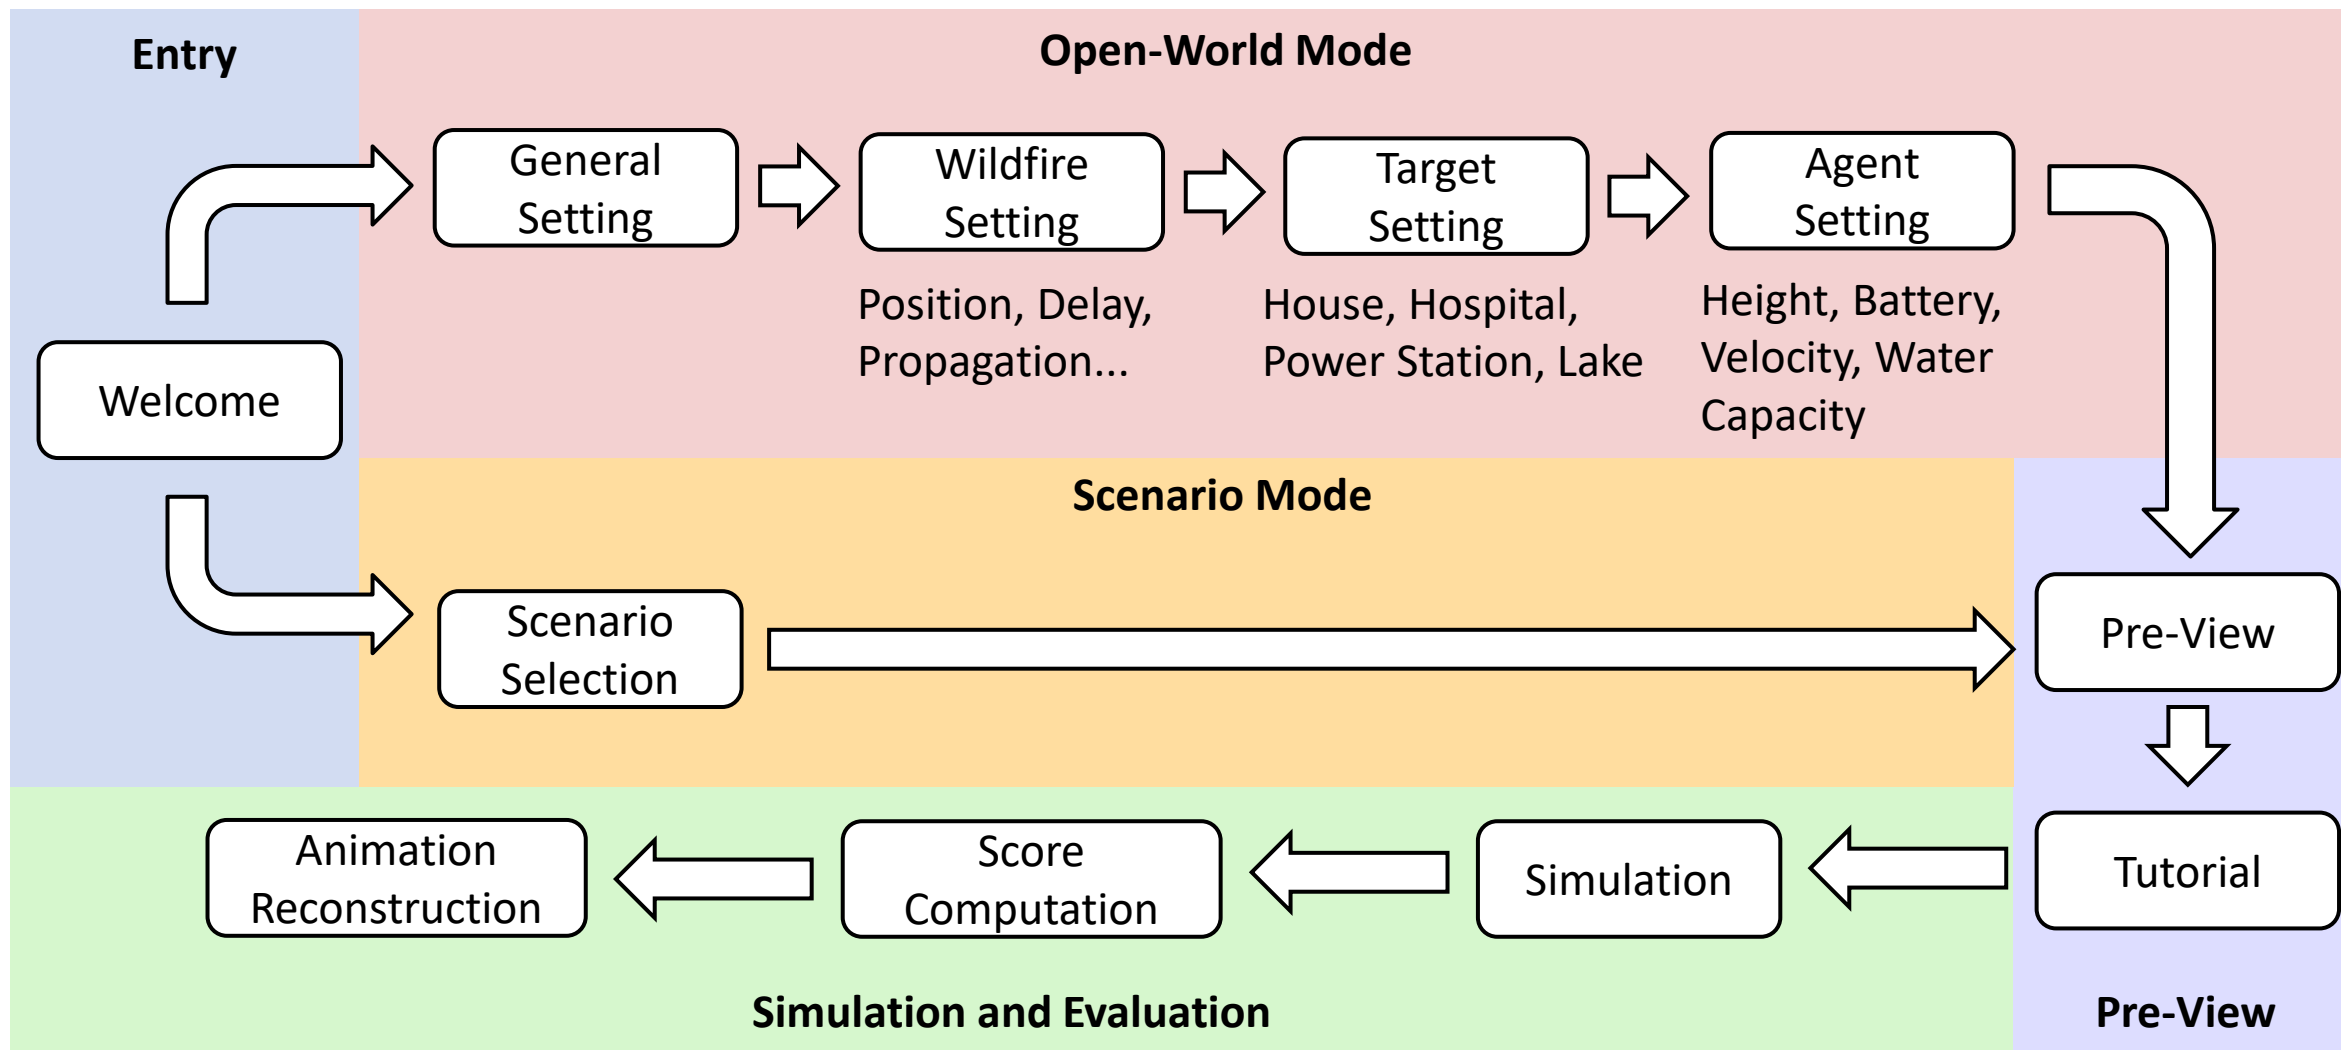 Entry
Open-World Mode
General
Setting
Wildfire
Setting
Target
Setting
Agent
Setting
Position, Delay,
Propagation...
House, Hospital,
Power Station, Lake
Height, Battery,
Velocity, Water
Capacity
Welcome
Scenario Mode
Scenario
Selection
Pre-View
Animation
Reconstruction
Score
Computation
Simulation
Tutorial
Simulation and Evaluation
Pre-View